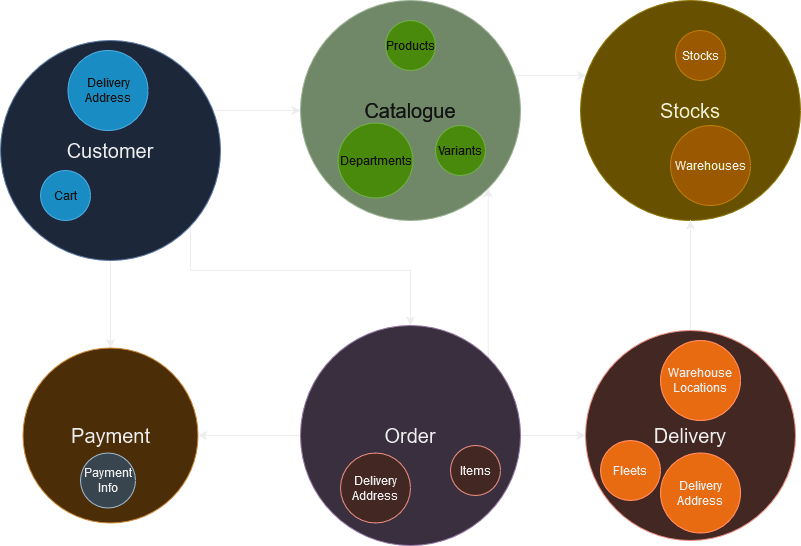 Delivery
Address
Customer
Cart
Products
Catalogue
Departments
Variants
Stocks
Stocks
Warehouses
Payment
Payment
Info
Order
Delivery
Address
Items
Warehouse
Locations
Delivery
Fleets
Delivery
Address